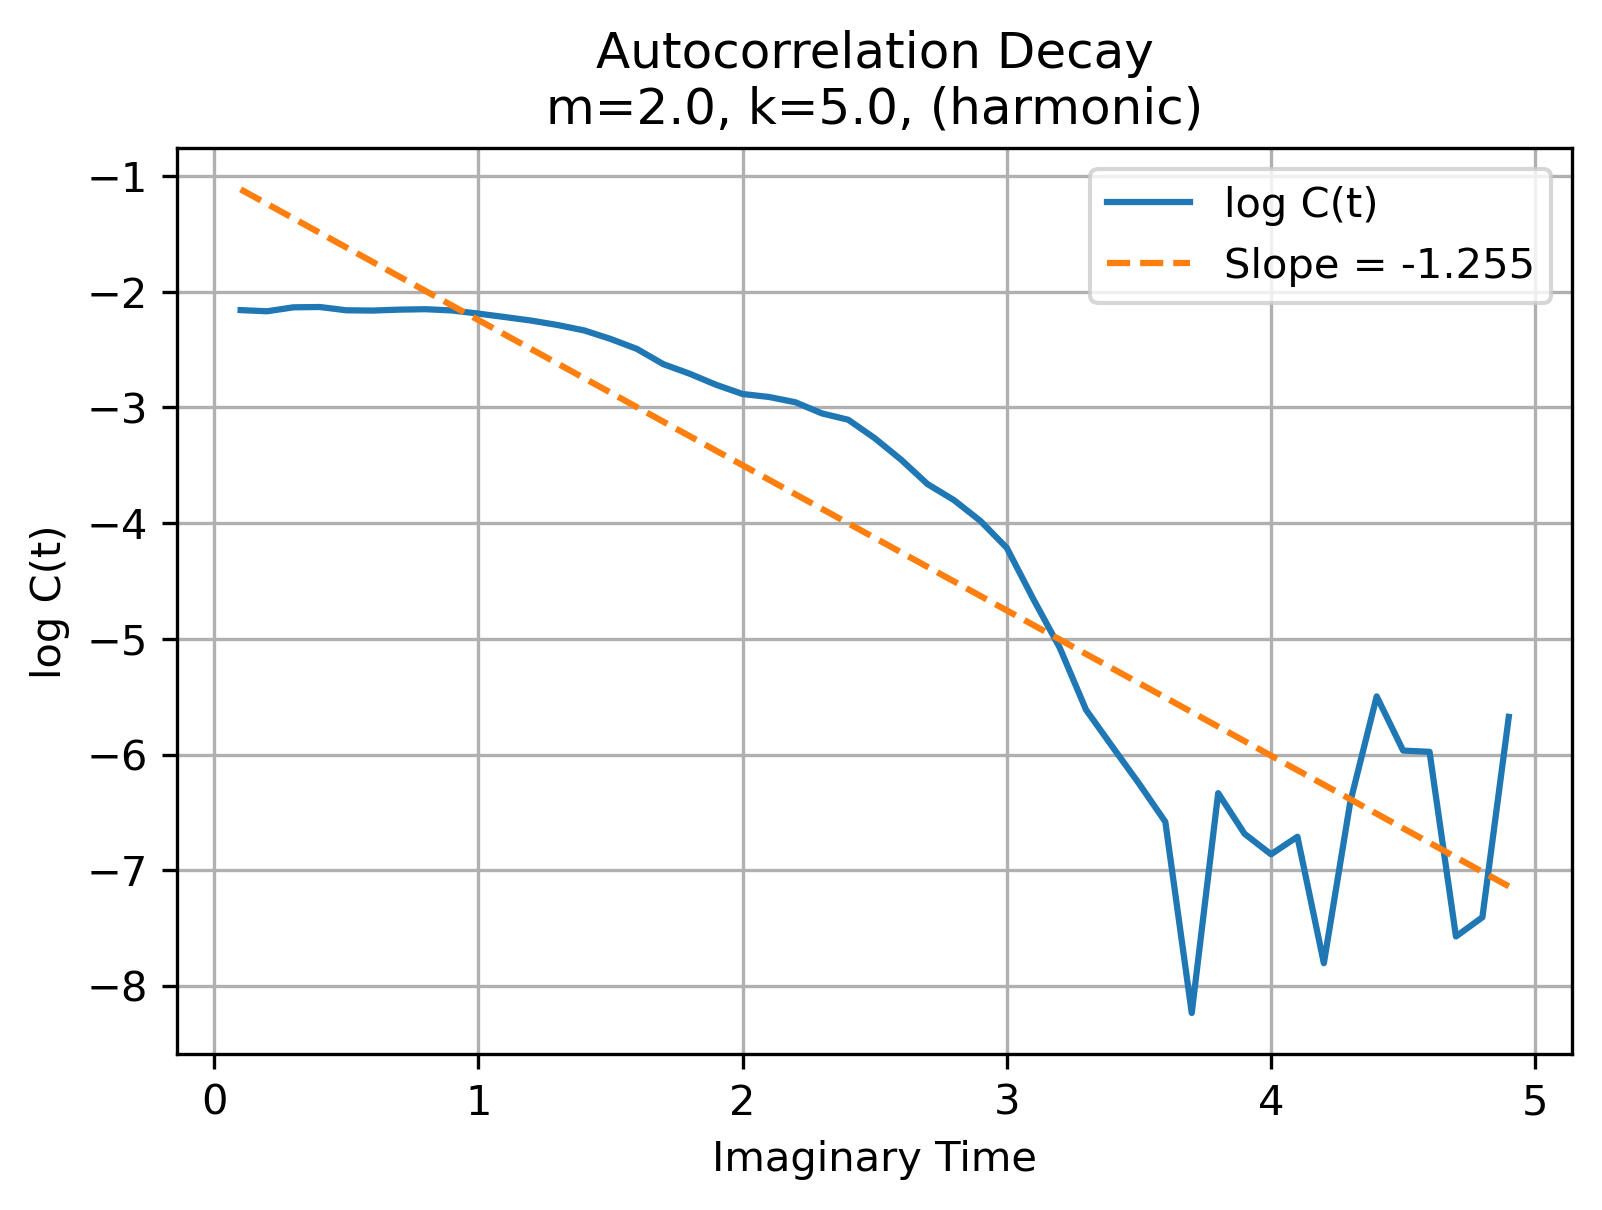 Autocorrelation Decay
m=2.0, k=5.0, (harmonic)
log C(t)
Slope = -1.255
−1
−2
−3
−4
−5
−6
−7
−8
log C(t)
0 1 2 3 4 5
Imaginary Time